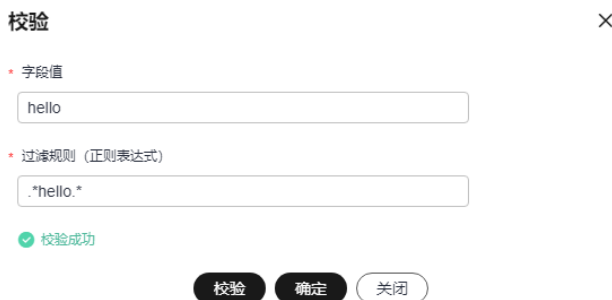 校验
* 字段值
hello
* 过滤规则（正则表达式）
.*hello.*
校验成功
校验 确定 关闭